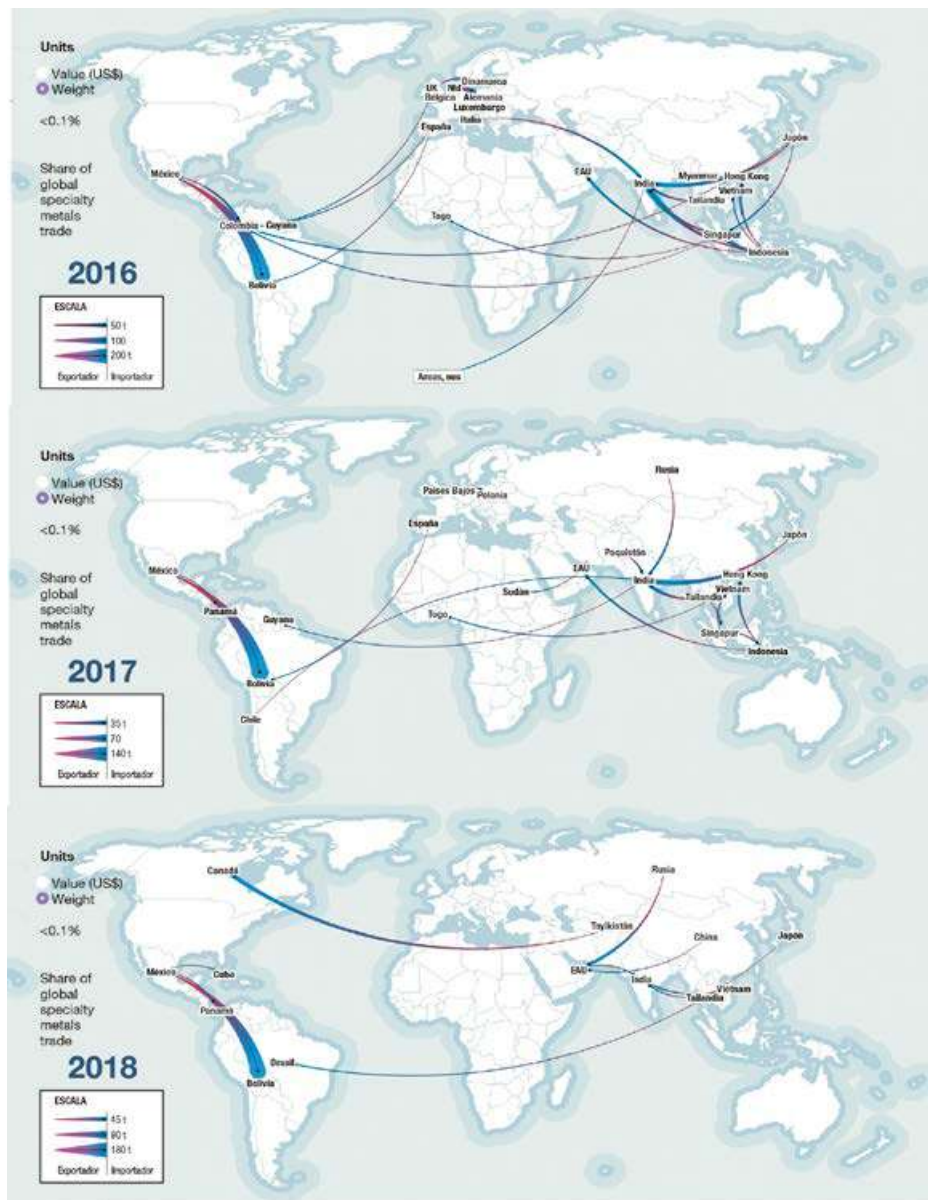 Units
Value (US$)
Weight
<0.1%
Share of
global
specialty
metals
trade
2016
ESCALA
50 t
100
200 t
Exportador
Importador
México
Colombia - Guyana
Bolivia
UK
Nld
Dinamarca
Bélgica
Alemania
Luxemburgo
España
Italia
Togo
EAU
India
Myanmar
Hong Kong
Japón
Vietnam
Tailandia
Singapur
Indonesia
Areas, nes
Units
Value (US$)
Weight
<0.1%
Share of
global
specialty
metals
trade
2017
ESCALA
35 t
70
140 t
Exportador
Importador
México
Panamá
Guyana
Bolivia
Chile
Países Bajos
Polonia
España
Togo
Sudán
EAU
Paquistán
India
Rusia
Japón
Hong Kong
Vietnam
Tailandia
Singapur
Indonesia
Units
Value (US$)
Weight
<0.1%
Share of
global
specialty
metals
trade
2018
ESCALA
45 t
90 t
180 t
Exportador
Importador
Canadá
México
Cuba
Panamá
Brasil
Bolivia
Rusia
Tayikistán
China
Japón
EAU
India
Vietnam
Tailandia